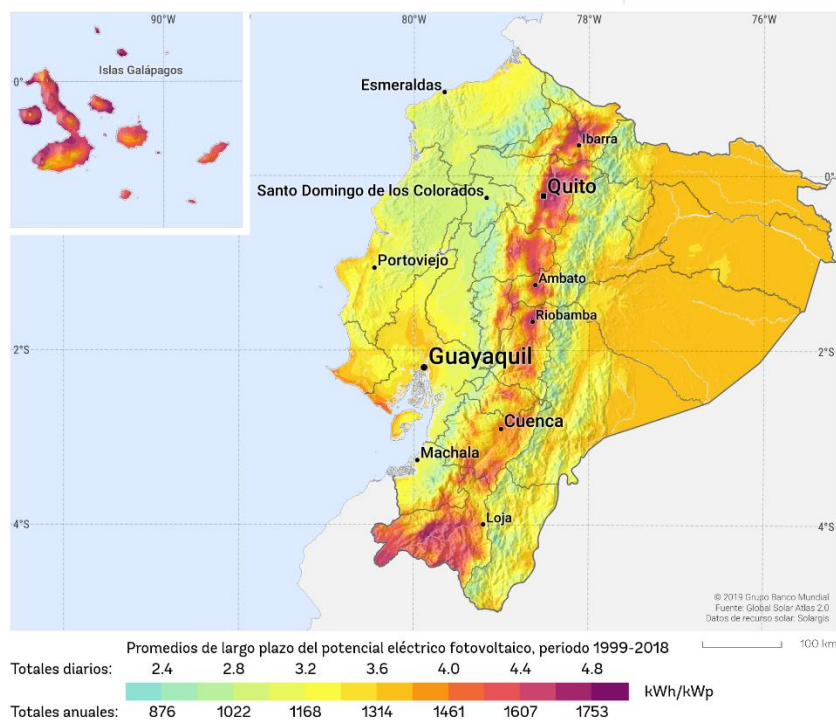 90°W
80°W
78°W
76°W
Islas Galápagos
0°
Esmeraldas
Ibarra
0°
Quito
Santo Domingo de los Colorados
Portoviejo
Ambato
Riobamba
2°S
2°S
Guayaquil
Cuenca
Machala
4°S
Loja
4°S
© 2019 Grupo Banco Mundial
Fuente: Global Solar Atlas 2.0
Datos de recurso solar: Solargis
Promedios de largo plazo del potencial eléctrico fotovoltaico, periodo 1999-2018
100 km
Totales diarios: 2.4 2.8 3.2 3.6 4.0 4.4 4.8
kWh/kWp
Totales anuales: 876 1022 1168 1314 1461 1607 1753